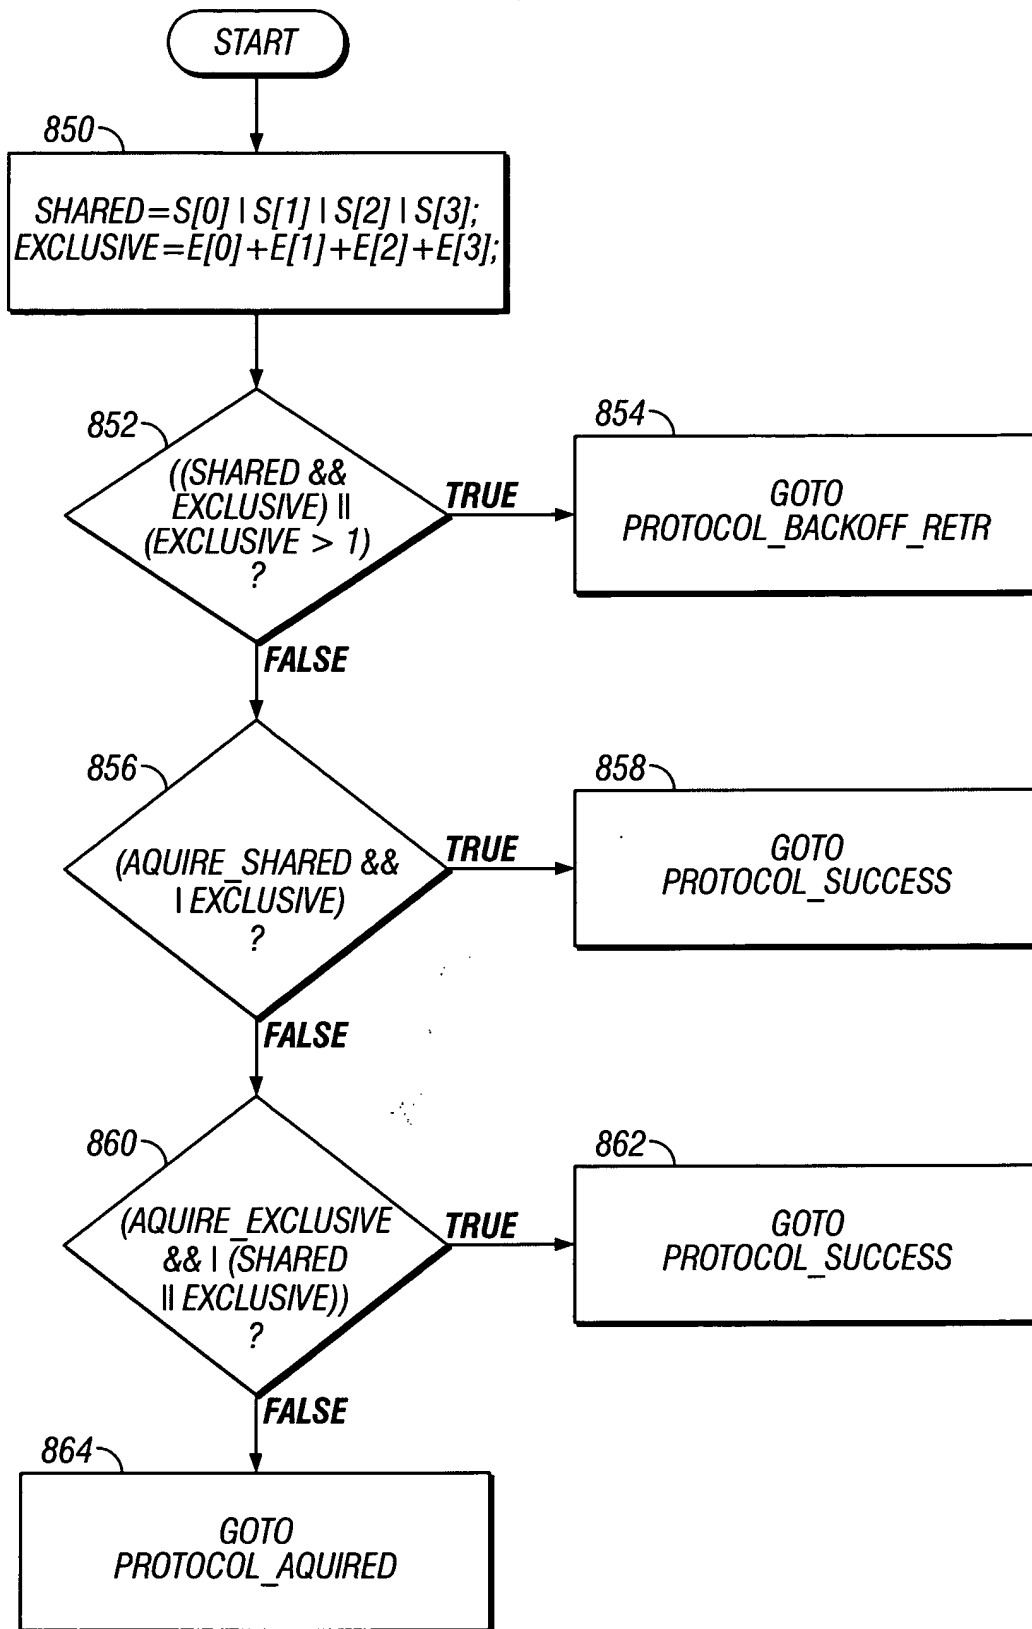 START
850
SHARED=S[0] | S[1] | S[2] | S[3];
EXCLUSIVE=E[0]+E[1]+E[2]+E[3];
852
((SHARED &&
EXCLUSIVE) ||
(EXCLUSIVE > 1)
?
TRUE
854
GOTO
PROTOCOL_BACKOFF_RETR
FALSE
856
(AQUIRE_SHARED &&
| EXCLUSIVE)
?
TRUE
858
GOTO
PROTOCOL_SUCCESS
FALSE
860
(AQUIRE_EXCLUSIVE
&& | (SHARED
|| EXCLUSIVE))
?
TRUE
862
GOTO
PROTOCOL_SUCCESS
FALSE
864
GOTO
PROTOCOL_AQUIRED